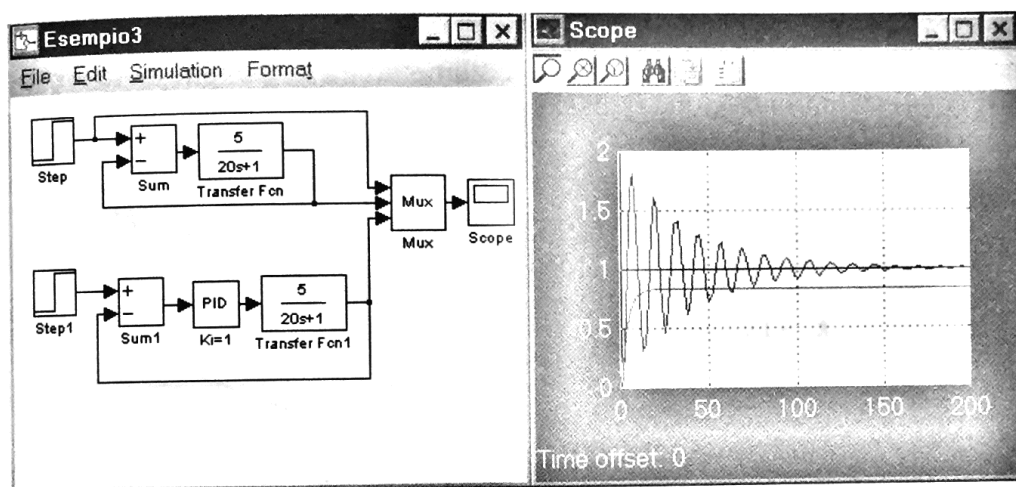 Esempio3
File Edit Simulation Format
Step
+
−
Sum
5
20s+1
Transfer Fcn
Mux
Mux
Scope
Step1
+
−
Sum1
PID
Ki=1
5
20s+1
Transfer Fcn1
Scope
2
1.5
1
0.5
0
0 50 100 150 200
Time offset: 0